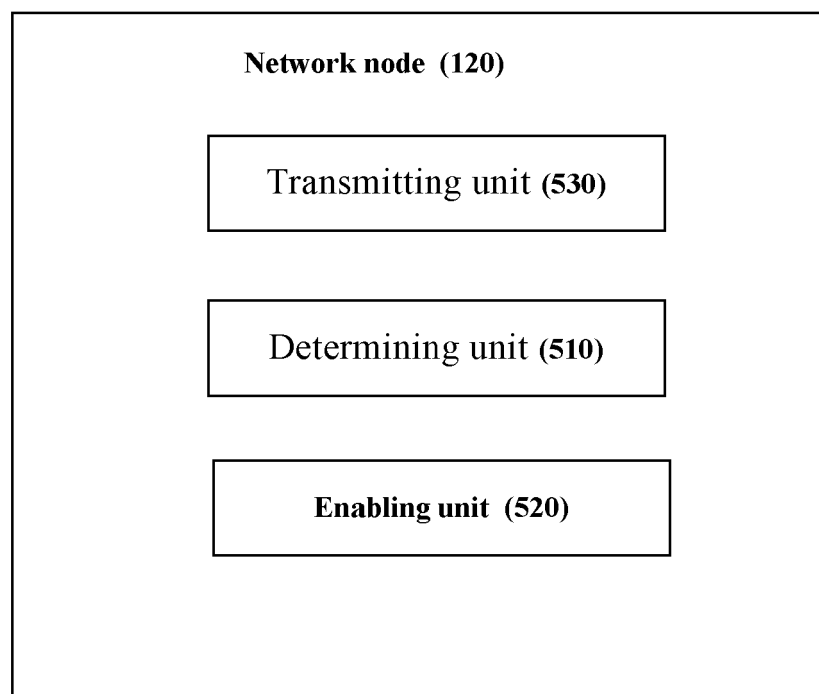 Network node (120)
Transmitting unit (530)
Determining unit (510)
Enabling unit (520)